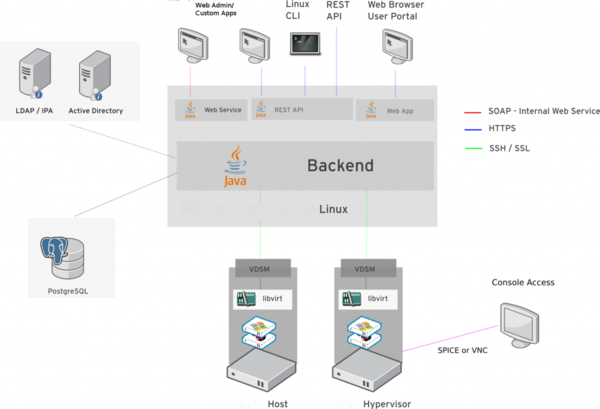 Web Admin/
Custom Apps
Linux
CLI
REST
API
Web Browser
User Portal
LDAP / IPA
Active Directory
Java
Web Service
Java
REST API
Java
Web App
SOAP - Internal Web Service
HTTPS
SSH / SSL
Java
Backend
Linux
PostgreSQL
VDSM
libvirt
Host
VDSM
libvirt
Hypervisor
Console Access
SPICE or VNC